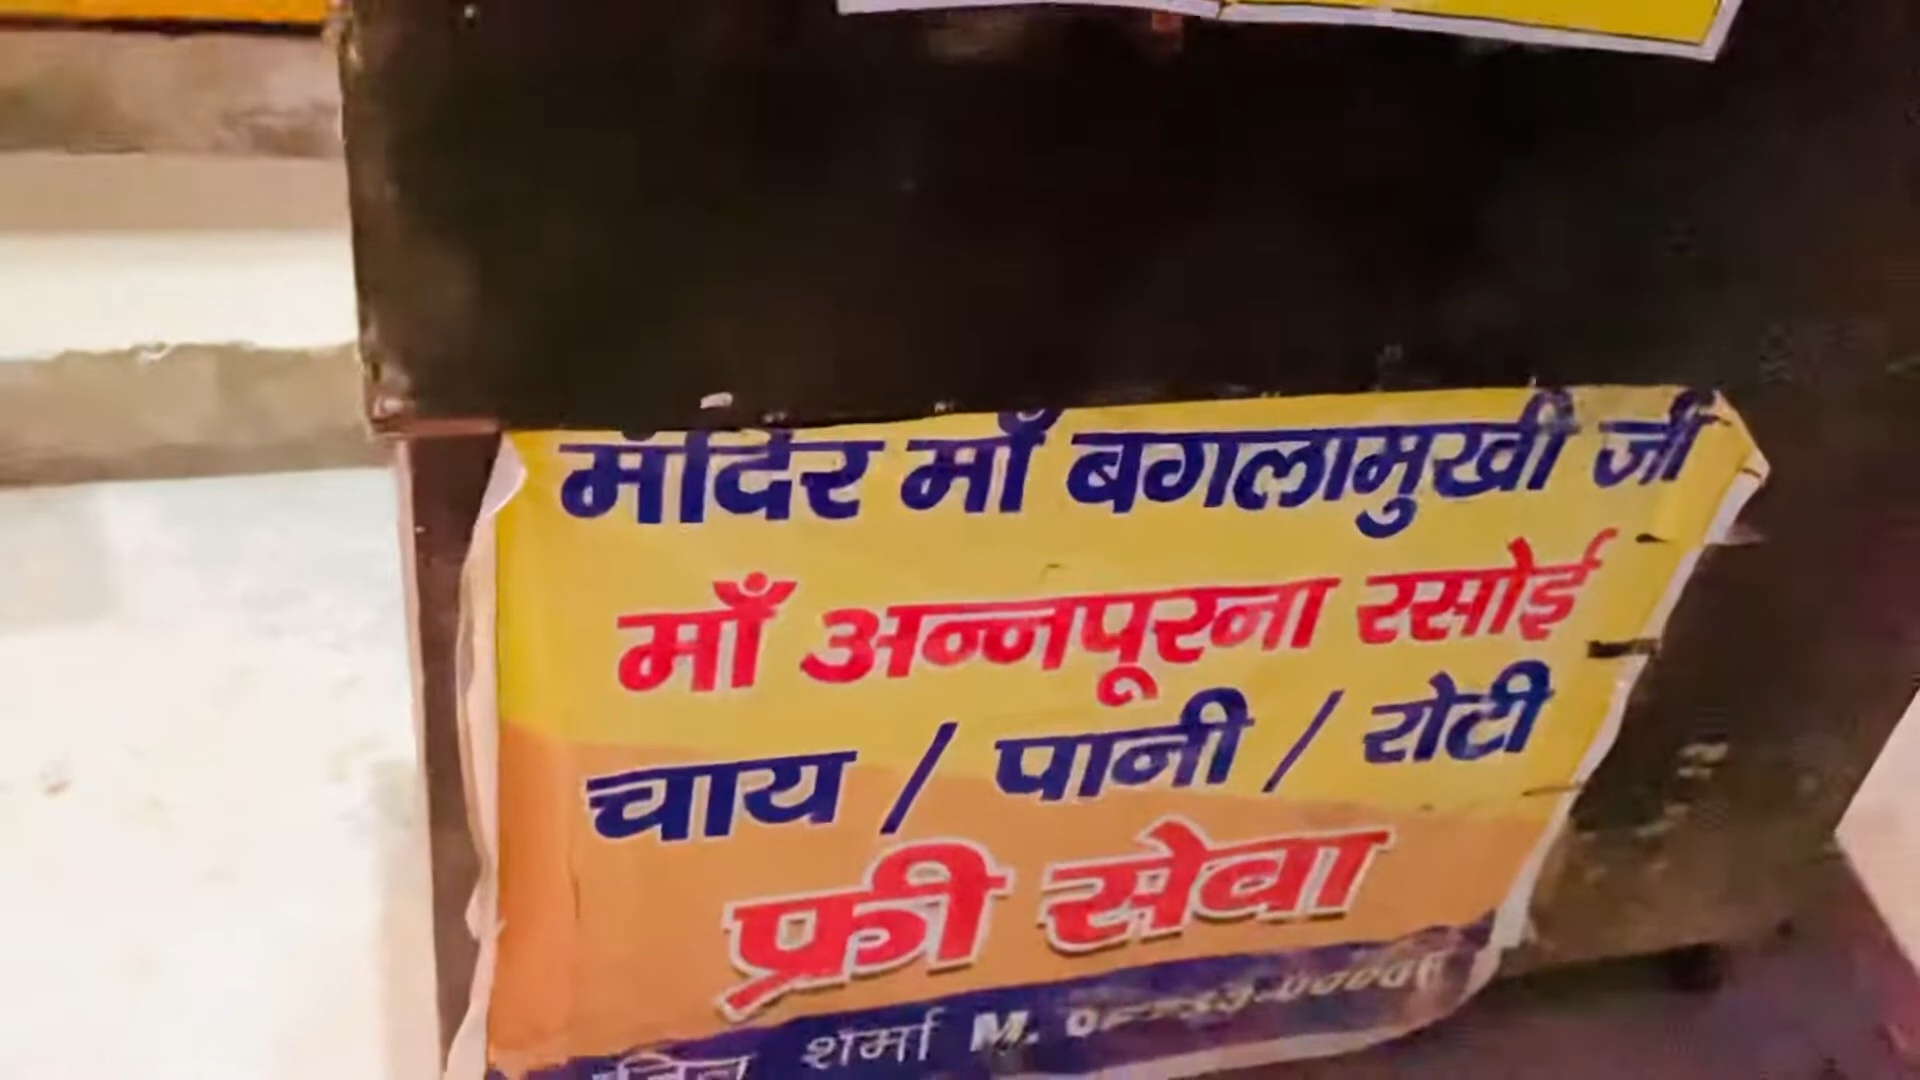 मंदिर माँ बगलामुखी जी
माँ अन्नपूरना रसोई
चाय / पानी / रोटी
फ्री सेवा
शर्मा M.